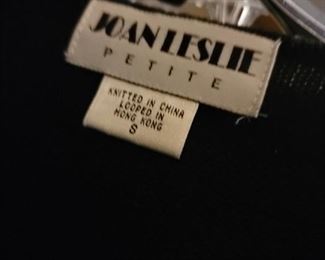 JOAN LESLIE
PETITE
KNITTED IN CHINA
LOOPED IN
HONG KONG
S